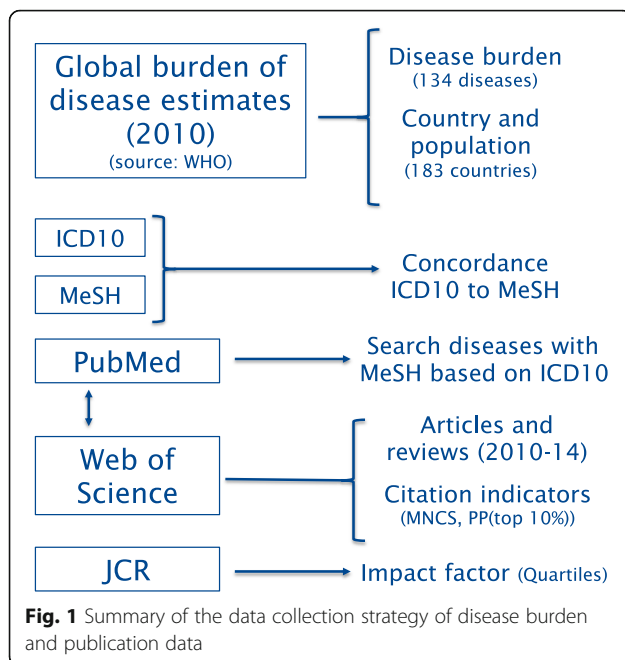 Global burden of
disease estimates
(2010)
(source: WHO)
Disease burden
(134 diseases)
Country and
population
(183 countries)
ICD10
MeSH
Concordance
ICD10 to MeSH
PubMed
Search diseases with
MeSH based on ICD10
Web of
Science
Articles and
reviews (2010-14)
Citation indicators
(MNCS, PP(top 10%))
JCR
Impact factor (Quartiles)
Fig. 1 Summary of the data collection strategy of disease burden
and publication data